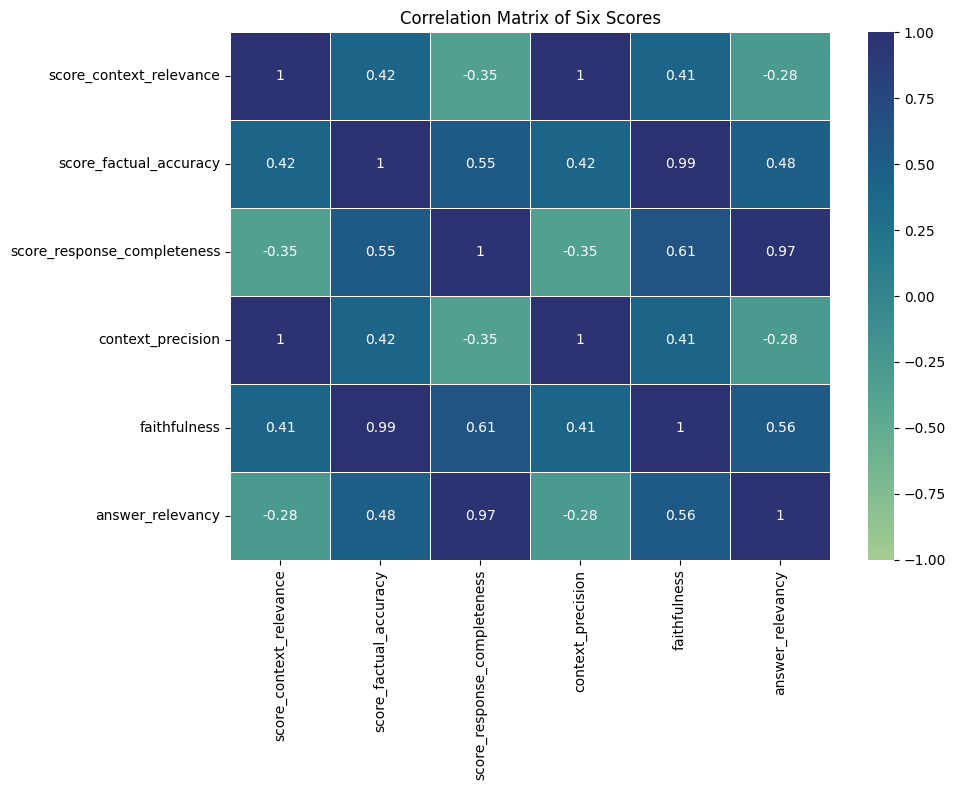 Correlation Matrix of Six Scores
score_context_relevance 1 0.42 -0.35 1 0.41 -0.28
score_factual_accuracy 0.42 1 0.55 0.42 0.99 0.48
score_response_completeness -0.35 0.55 1 -0.35 0.61 0.97
context_precision 1 0.42 -0.35 1 0.41 -0.28
faithfulness 0.41 0.99 0.61 0.41 1 0.56
answer_relevancy -0.28 0.48 0.97 -0.28 0.56 1
score_context_relevance
score_factual_accuracy
score_response_completeness
context_precision
faithfulness
answer_relevancy
1.00
0.75
0.50
0.25
0.00
−0.25
−0.50
−0.75
−1.00